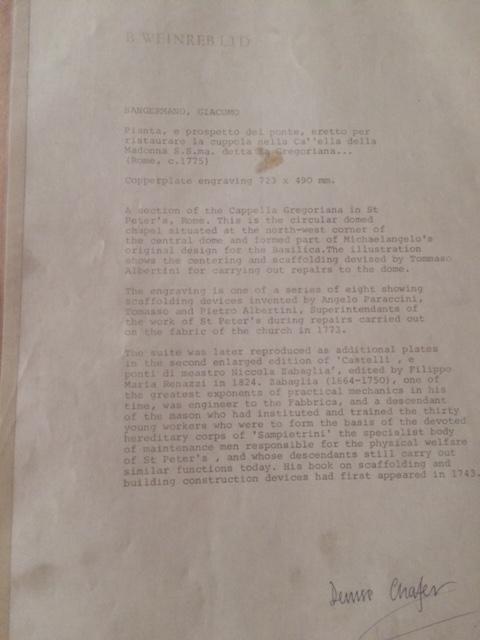 B WEINREB LTD
SANGERMANO, GIACOMO
Pianta, e prospetto del ponte, eretto per
ristaurare la cuppola nella Ca''ella della
Madonna S.S.ma. detta la Gregoriana...
(Rome, c.1775)
Copperplate engraving 723 x 490 mm.
A section of the Cappella Gregoriana in St
Peter's, Rome. This is the circular domed
chapel situated at the north-west corner of
the central dome and formed part of Michaelangelo's
original design for the Basilica.The illustration
shows the centering and scaffolding devised by Tommaso
Albertini for carrying out repairs to the dome.
The engraving is one of a series of eight showing
scaffolding devices invented by Angelo Paraccini,
Tomasso and Pietro Albertini, Superintendants of
the work of St Peter's during repairs carried out
on the fabric of the church in 1773.
The suite was later reproduced as additional plates
in the second enlarged edition of 'Castelli , e
ponti di meastro Niccola Zabaglia', edited by Filippo
Maria Renazzi in 1824. Zabaglia (1664-1750), one of
the greatest exponents of practical mechanics in his
time, was engineer to the Fabbrica, and a descendant
of the mason who had instituted and trained the thirty
young workers who were to form the basis of the devoted
hereditary corps of 'Sampietrini' the specialist body
of maintenance men responsible for the physical welfare
of St Peter's , and whose descendants still carry out
similar functions today. His book on scaffolding and
building construction devices had first appeared in 1743.
Denise Chafer